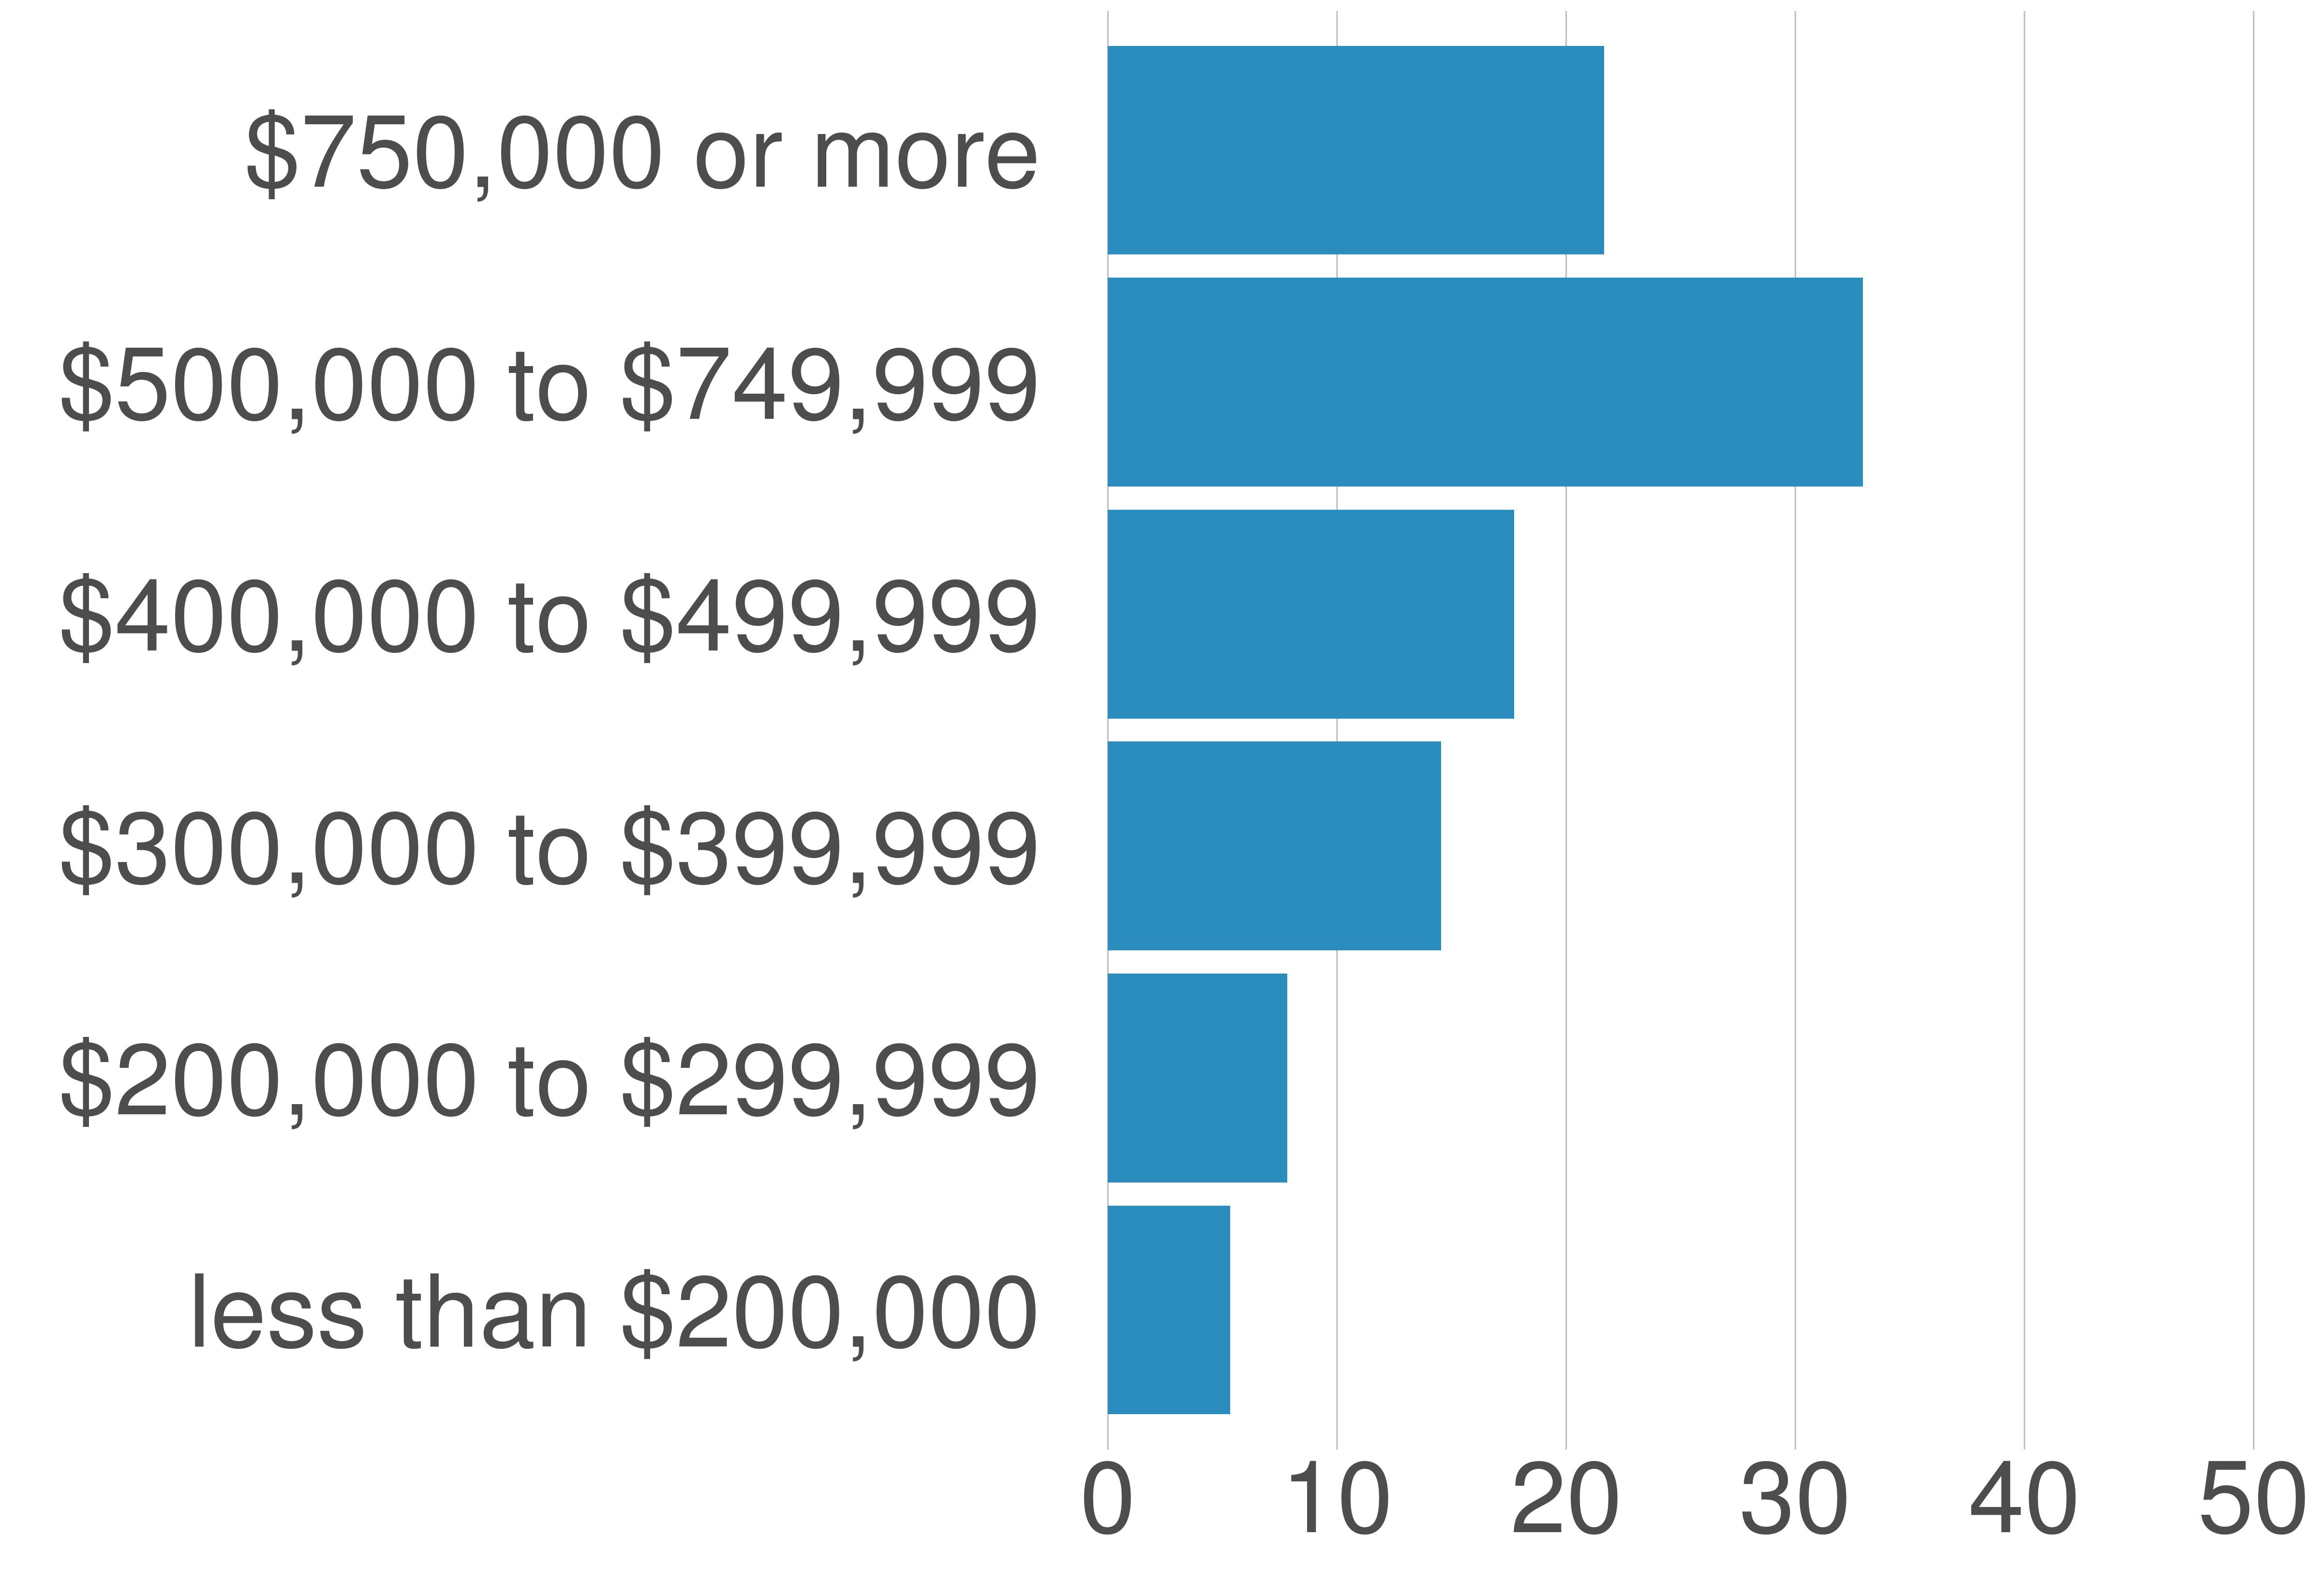 $750,000 or more
$500,000 to $749,999
$400,000 to $499,999
$300,000 to $399,999
$200,000 to $299,999
less than $200,000
0 10 20 30 40 50